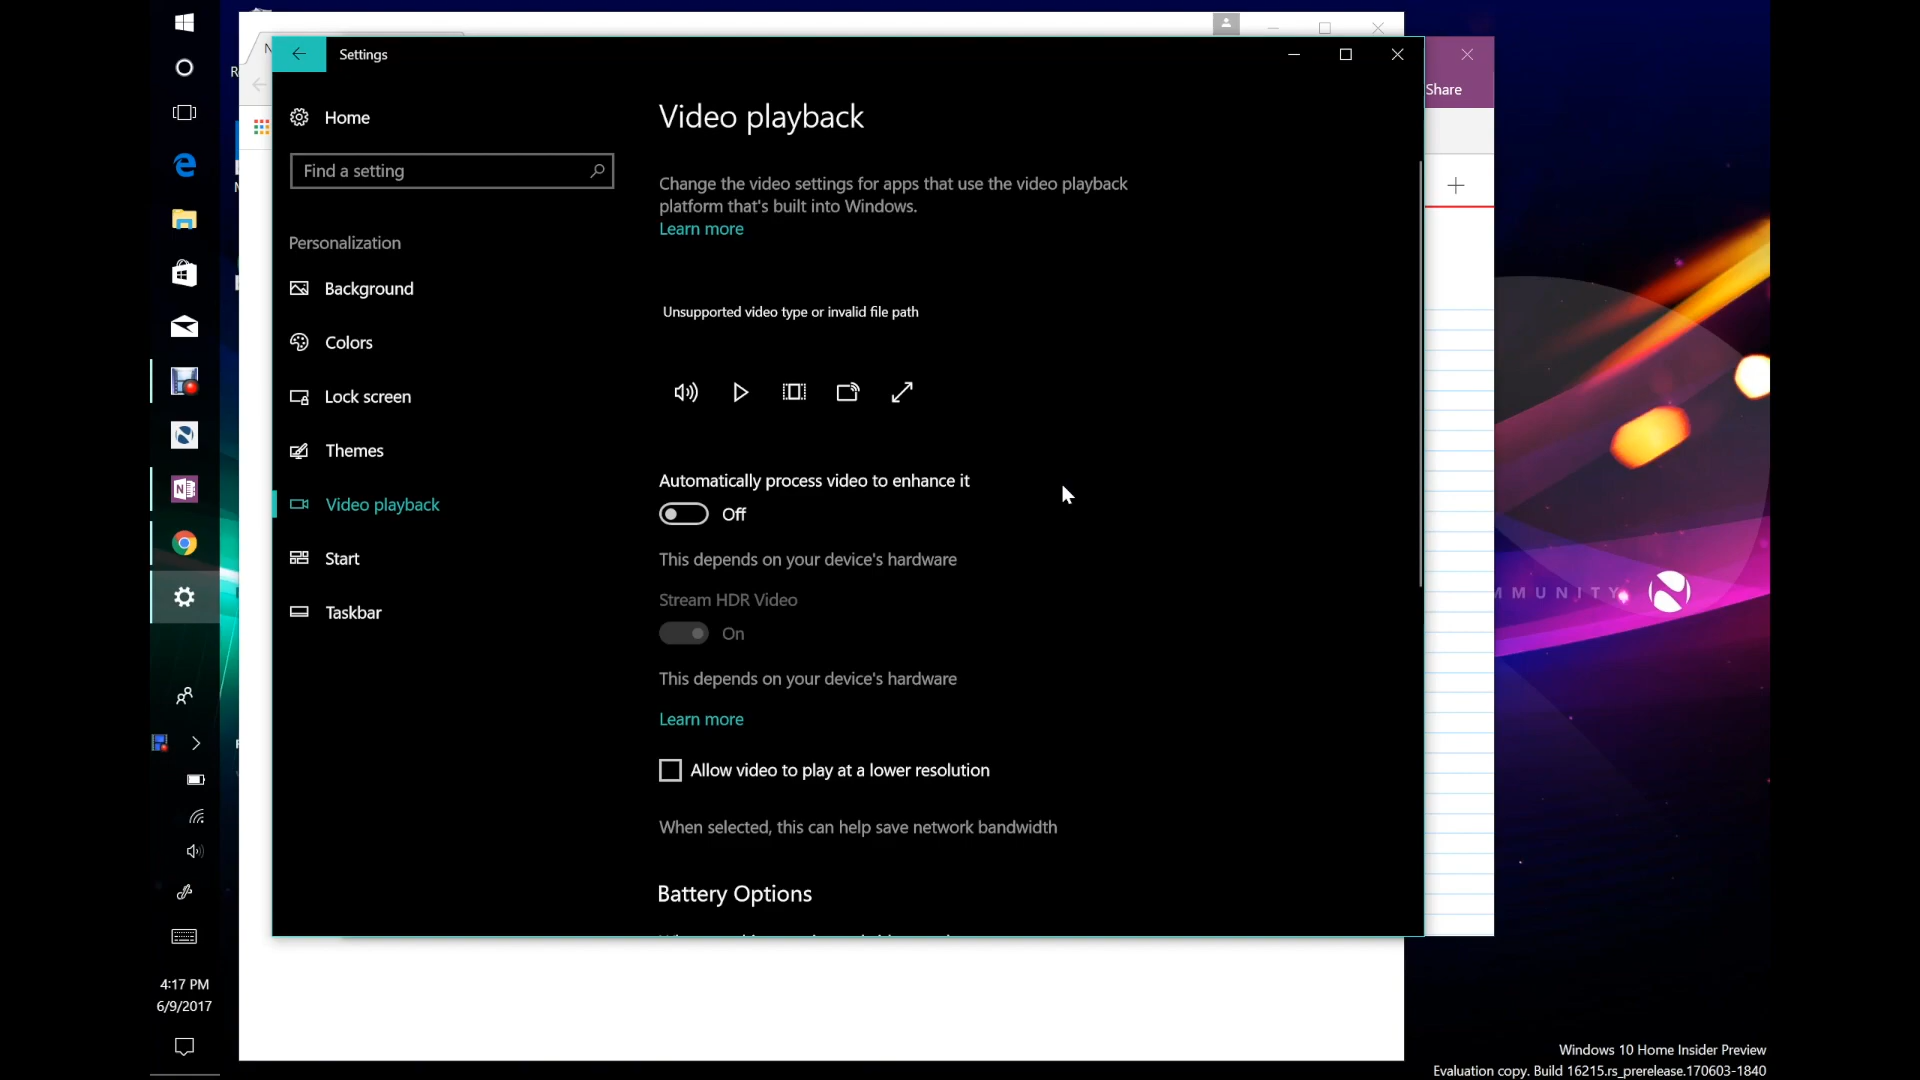 Settings
Home
Find a setting
Personalization
Background
Colors
Lock screen
Themes
Video playback
Start
Taskbar
Video playback
Change the video settings for apps that use the video playback
platform that's built into Windows.
Learn more
Unsupported video type or invalid file path
Automatically process video to enhance it
Off
This depends on your device's hardware
Stream HDR Video
On
This depends on your device's hardware
Learn more
Allow video to play at a lower resolution
When selected, this can help save network bandwidth
Battery Options
Share
MMUNITY
4:17 PM
6/9/2017
Windows 10 Home Insider Preview
Evaluation copy. Build 16215.rs_prerelease.170603-1840